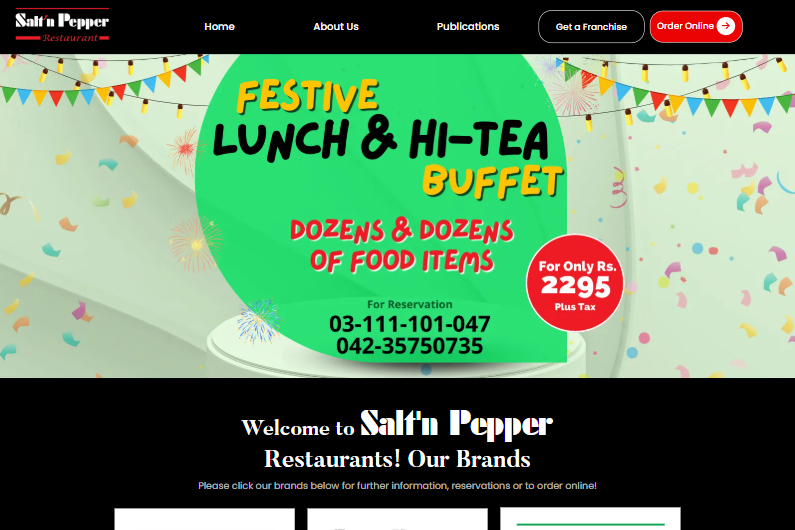 Salt'n Pepper
Restaurant
Home
About Us
Publications
Get a Franchise
Order Online
FESTIVE
LUNCH & HI-TEA
BUFFET
DOZENS & DOZENS
OF FOOD ITEMS
For Only Rs.
2295
Plus Tax
For Reservation
03-111-101-047
042-35750735
Welcome to Salt'n Pepper
Restaurants! Our Brands
Please click our brands below for further information, reservations or to order online!